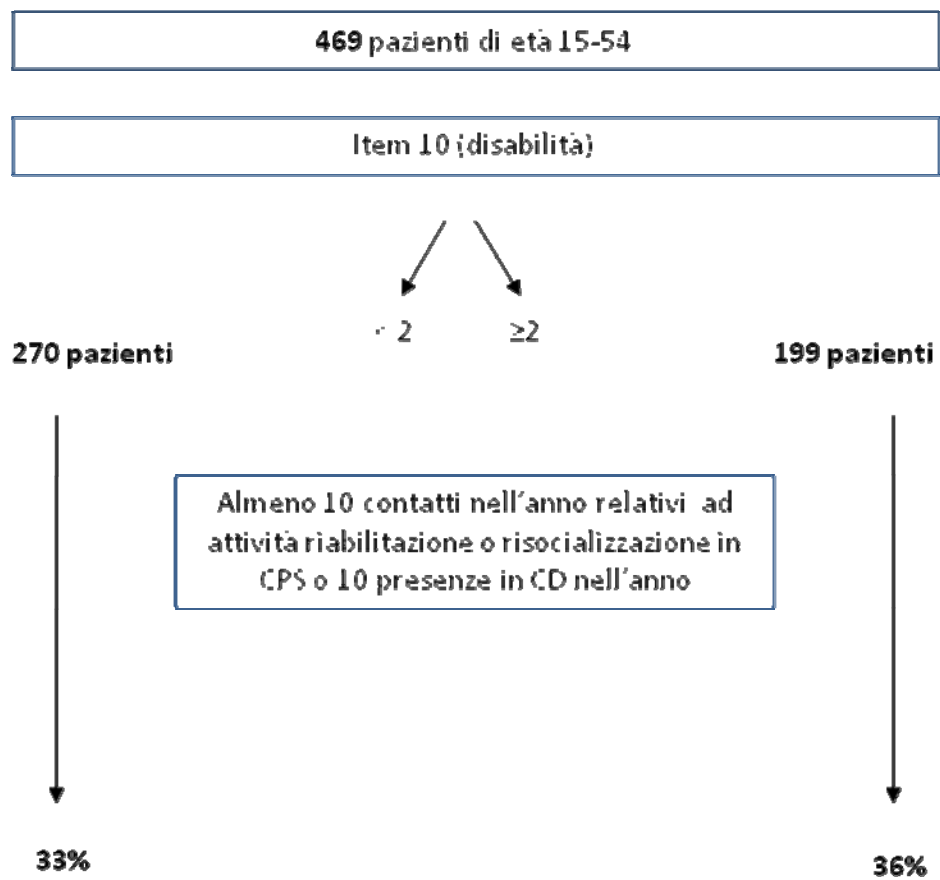 469 pazienti di età 15-54
Item 10 (disabilità)
< 2
≥2
270 pazienti
199 pazienti
Almeno 10 contatti nell'anno relativi ad
attività riabilitazione o risocializzazione in
CPS o 10 presenze in CD nell'anno
33%
36%